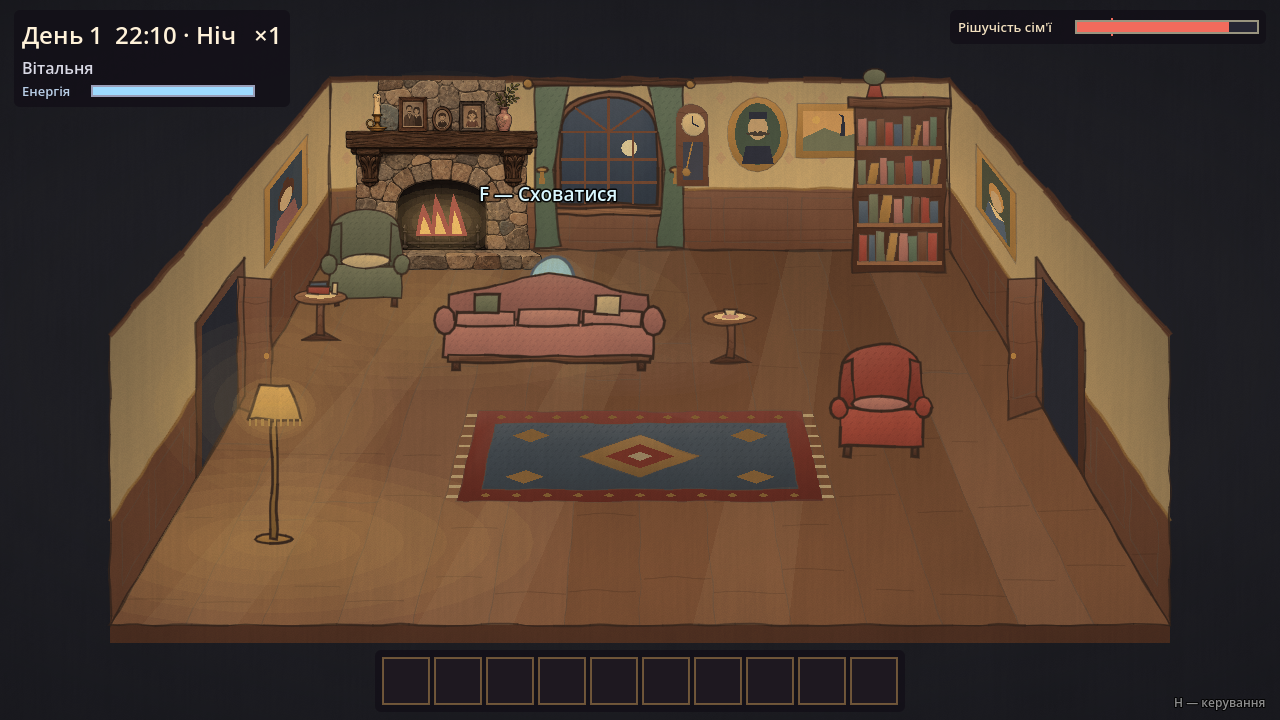 День 1 22:10 · Ніч ×1
Вітальня
Енергія
Рішучість сім'ї
F — Сховатися
H — керування